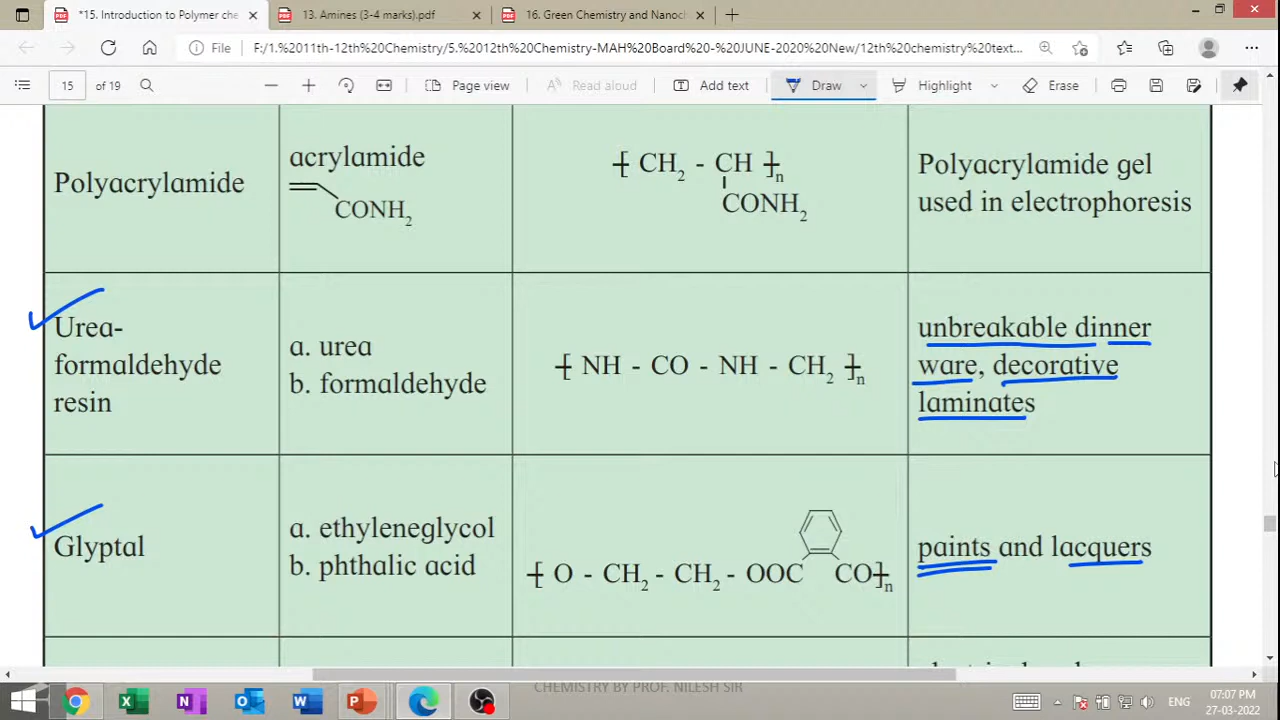 *15. Introduction to Polymer che
13. Amines (3-4 marks).pdf
16. Green Chemistry and Nanoch
File F:/1.%2011th-12th%20Chemistry/5.%2012th%20Chemistry-MAH%20Board%20-%20JUNE-2020%20New/12th%20chemistry%20text...
15 of 19
Page view
Read aloud
Add text
Draw
Highlight
Erase
Polyacrylamide
acrylamide
CONH2
[ CH2 - CH ]n
CONH2
Polyacrylamide gel
used in electrophoresis
Urea-
formaldehyde
resin
a. urea
b. formaldehyde
[ NH - CO - NH - CH2 ]n
unbreakable dinner
ware, decorative
laminates
Glyptal
a. ethyleneglycol
b. phthalic acid
[ O - CH2 - CH2 - OOC CO]n
paints and lacquers
CHEMISTRY BY PROF. NILESH SIR
ENG
07:07 PM
27-03-2022